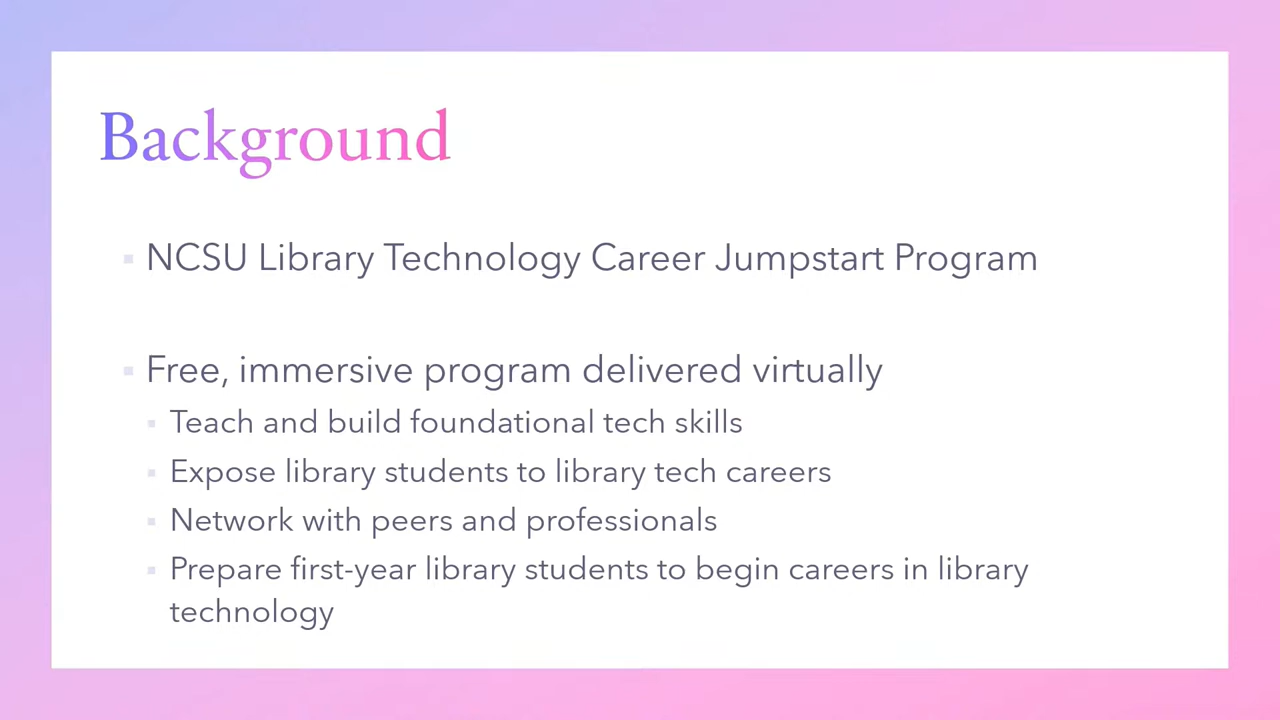 Background
NCSU Library Technology Career Jumpstart Program
Free, immersive program delivered virtually
Teach and build foundational tech skills
Expose library students to library tech careers
Network with peers and professionals
Prepare first-year library students to begin careers in library
technology